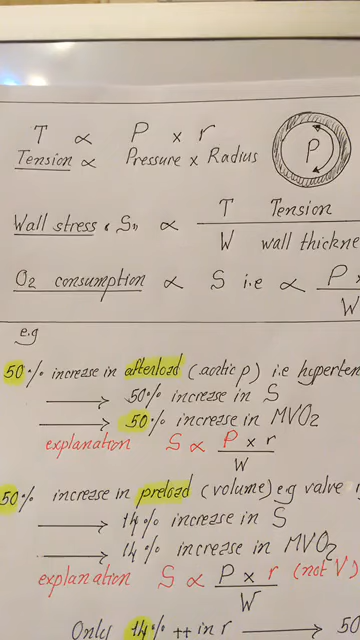 T ∝ P × r
P
Tension ∝ Pressure × Radius
Wall stress "S" ∝ T Tension
W wall thickne
O2 consumption ∝ S i.e ∝ P ×
W
e.g
50% increase in afterload (aortic p) i.e hyperten
→ 50% increase in S
→ 50% increase in MVO2
explanation S ∝ P × r
W
50% increase in preload (volume) e.g valve
→ 14% increase in S
→ 14% increase in MVO2
explanation S ∝ P × r (not V)
W
Only 14% ++ in r → 50